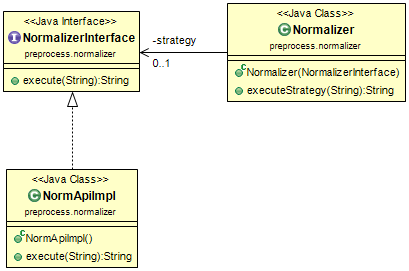 <<Java Interface>>
NormalizerInterface
preprocess.normalizer
execute(String):String
-strategy
0..1
<<Java Class>>
Normalizer
preprocess.normalizer
Normalizer(NormalizerInterface)
executeStrategy(String):String
<<Java Class>>
NormApiImpl
preprocess.normalizer
NormApiImpl()
execute(String):String